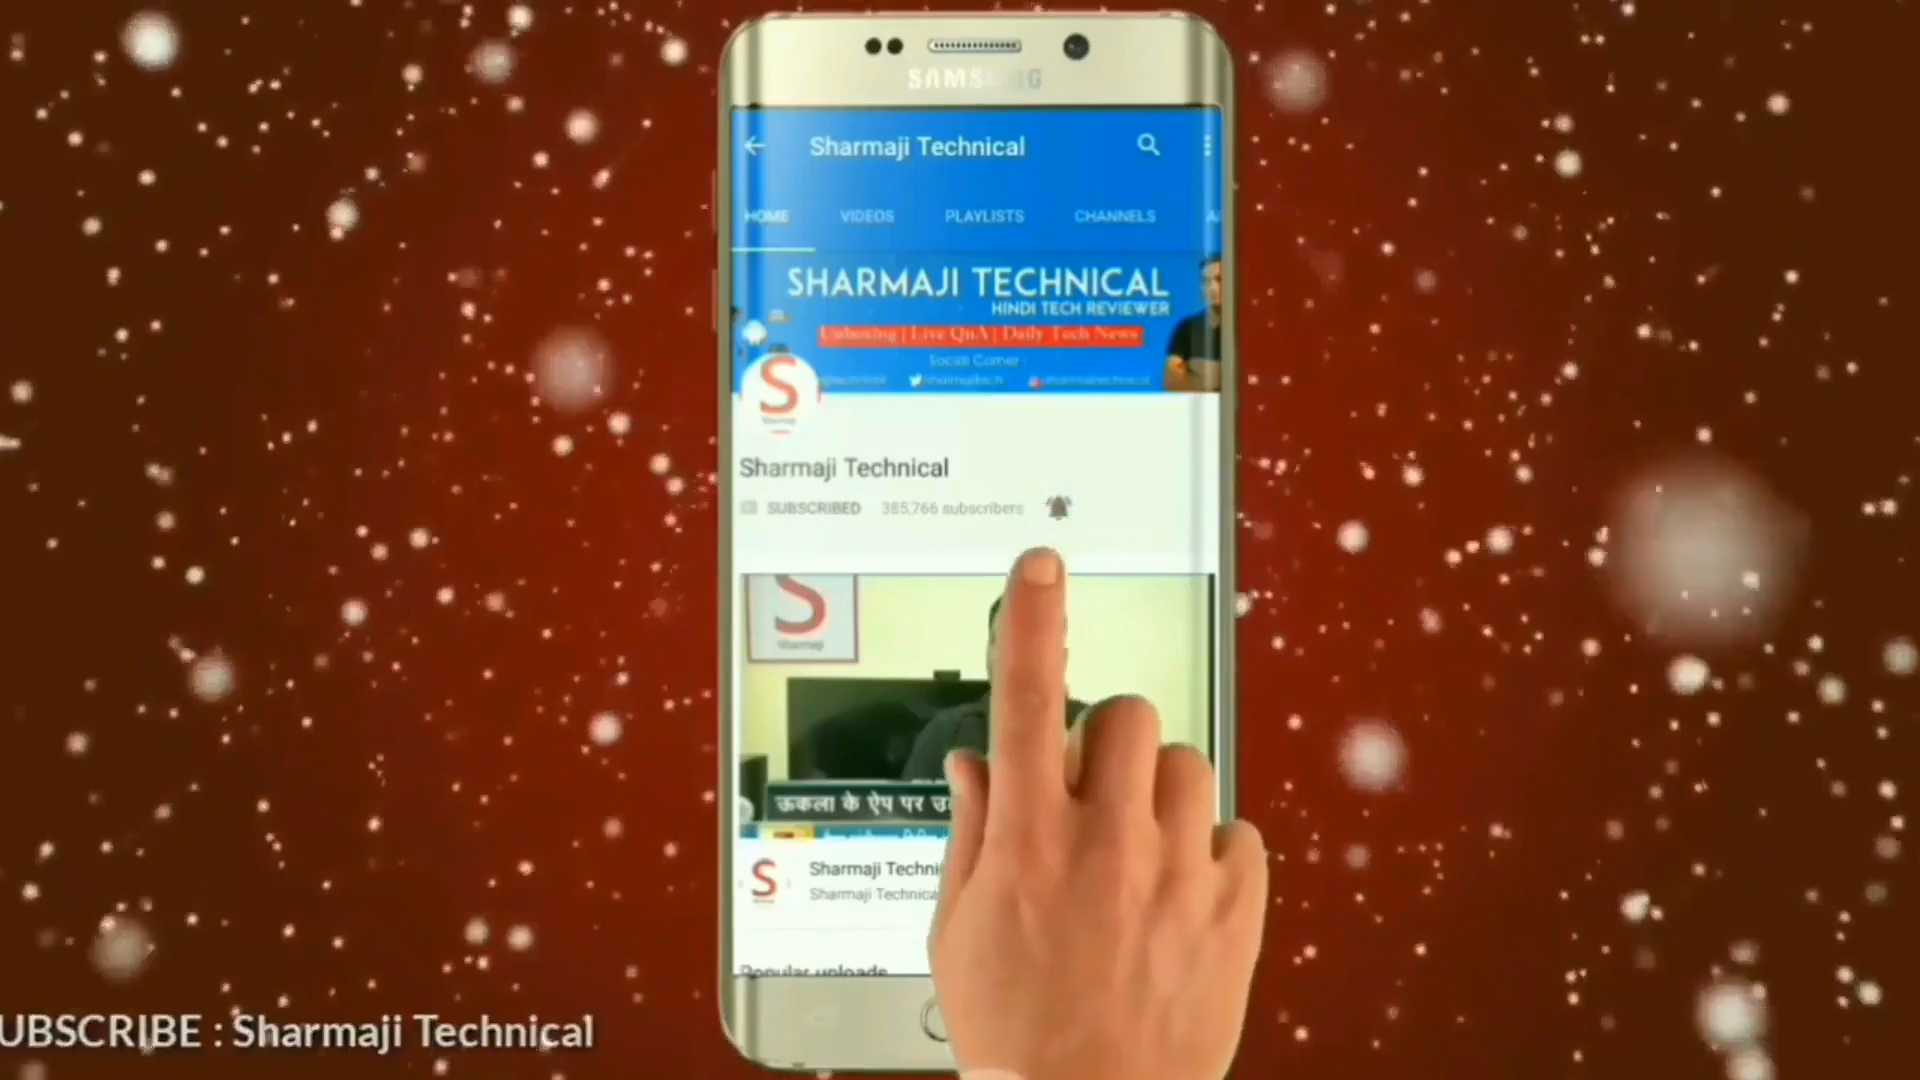 SAMSUNG
Sharmaji Technical
HOME VIDEOS PLAYLISTS CHANNELS
SHARMAJI TECHNICAL
HINDI TECH REVIEWER
Unboxing | Live QnA | Daily Tech News
Social Corner
S
Sharmaji Technical
SUBSCRIBED 385,766 subscribers
S
Sharmaji
ऊकला के ऐप पर
S
Sharmaji Techni
Sharmaji Technica
Popular uploads
UBSCRIBE : Sharmaji Technical